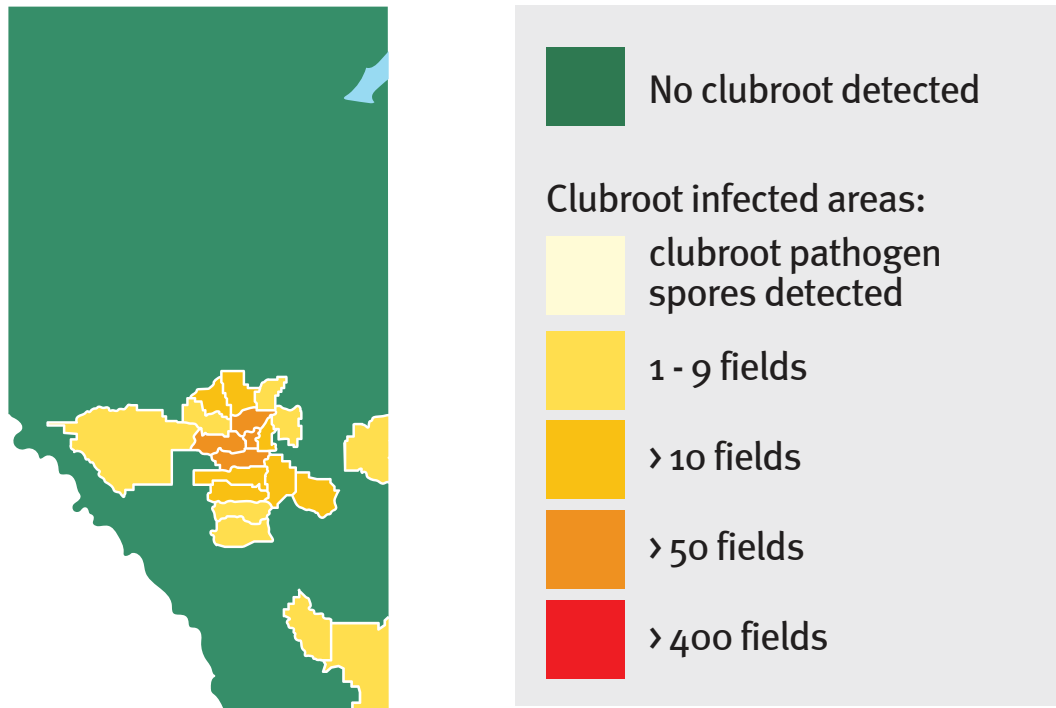 No clubroot detected
Clubroot infected areas:
clubroot pathogen
spores detected
1 - 9 fields
> 10 fields
> 50 fields
> 400 fields